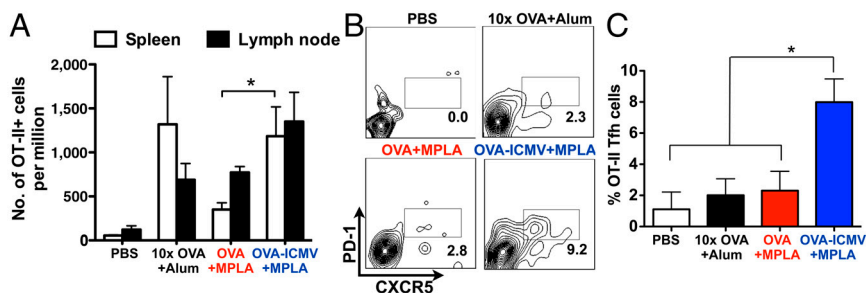 A
Spleen
Lymph node
No. of OT-II+ cells
per million
2,000
1,500
1,000
500
0
*
PBS
10x OVA
+Alum
OVA
+MPLA
OVA-ICMV
+MPLA
B
PBS
10x OVA+Alum
0.0
2.3
OVA+MPLA
OVA-ICMV+MPLA
2.8
9.2
PD-1
CXCR5
C
% OT-II Tfh cells
10
8
6
4
2
0
*
PBS
10x OVA
+Alum
OVA
+MPLA
OVA-ICMV
+MPLA